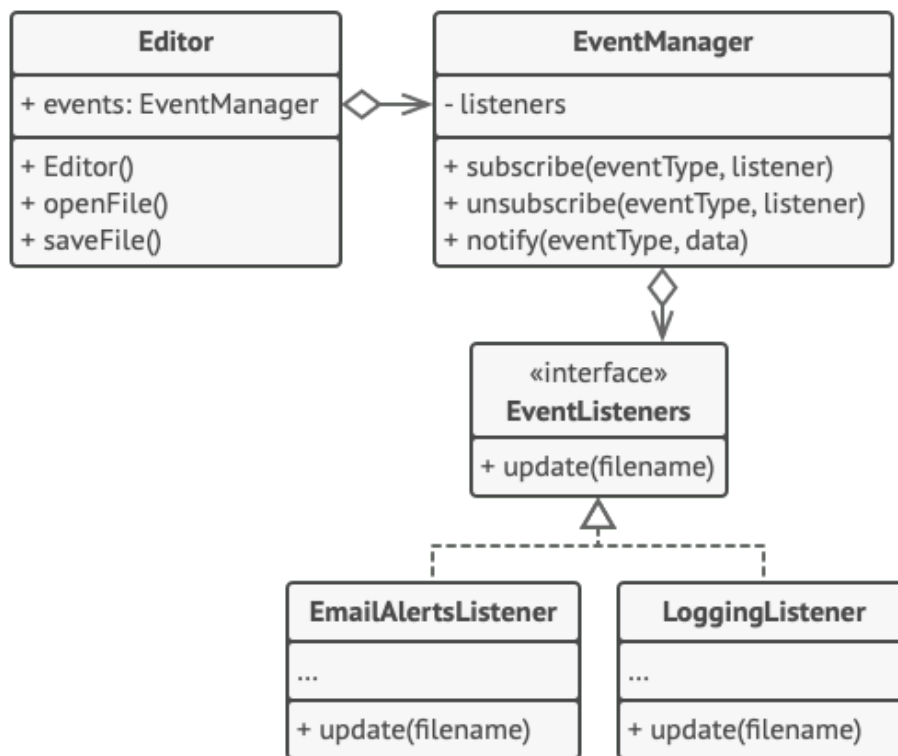 Editor
+ events: EventManager
+ Editor()
+ openFile()
+ saveFile()
EventManager
- listeners
+ subscribe(eventType, listener)
+ unsubscribe(eventType, listener)
+ notify(eventType, data)
«interface»
EventListeners
+ update(filename)
EmailAlertsListener
...
+ update(filename)
LoggingListener
...
+ update(filename)